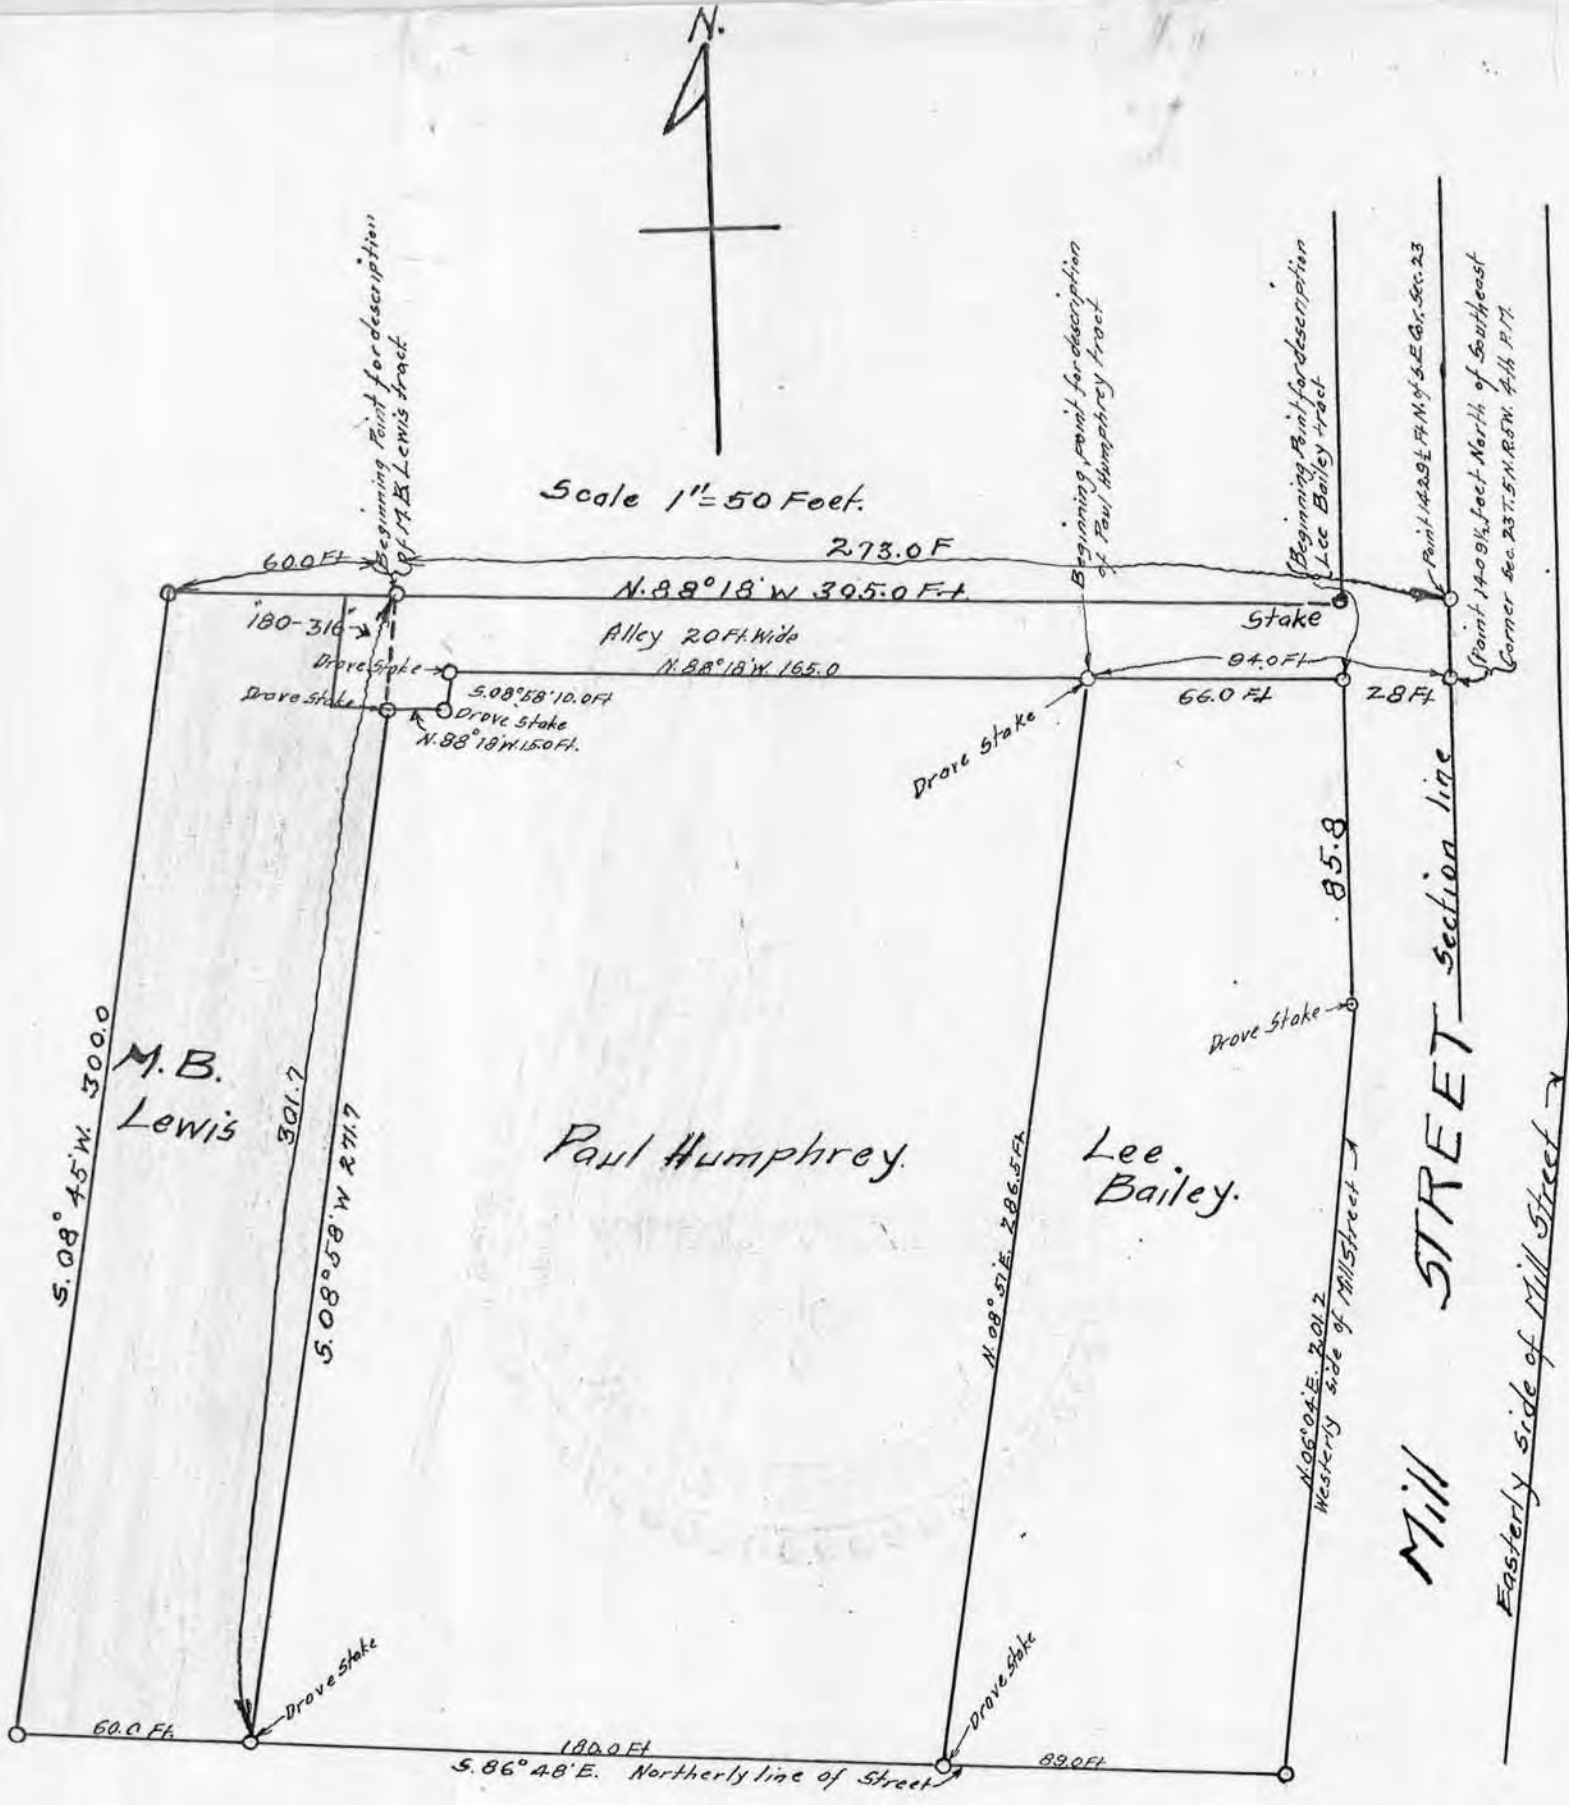 N.
Beginning Point for description
of M.B. Lewis tract
Beginning point for description
of Paul Humphrey tract
Beginning Point for description
Lee Bailey tract
Point 1429½ Ft N. of S.E. Cor. Sec. 23
Point 1409½ feet North of Southeast
Corner Sec. 23 T.5N. R.5W. 4th P.M.
Scale 1"=50 Feet.
60.0 Ft
273.0 F
N. 88° 18' W 305.0 Ft.
Stake
"180-316"
Alley 20 Ft. Wide
Drove Stake
N. 88° 18' W. 165.0
94.0 Ft
66.0 Ft
28 Ft
Drove Stake
S. 08° 58' 10.0 Ft
Drove Stake
N. 88° 18' W. 15.0 Ft.
Drove Stake
85.8
Section line
Drove Stake
S. 08° 45' W. 300.0
M.B.
Lewis
301.7
S. 08° 58' W 271.7
Paul Humphrey.
N. 08° 51' E. 286.5 Ft.
Lee
Bailey.
N. 06° 04' E. 201.2
Westerly side of Mill Street
Mill STREET
Easterly side of Mill Street
Drove Stake
Drove Stake
60.0 Ft.
180.0 Ft
89.0 Ft
S. 86° 48' E. Northerly line of Street